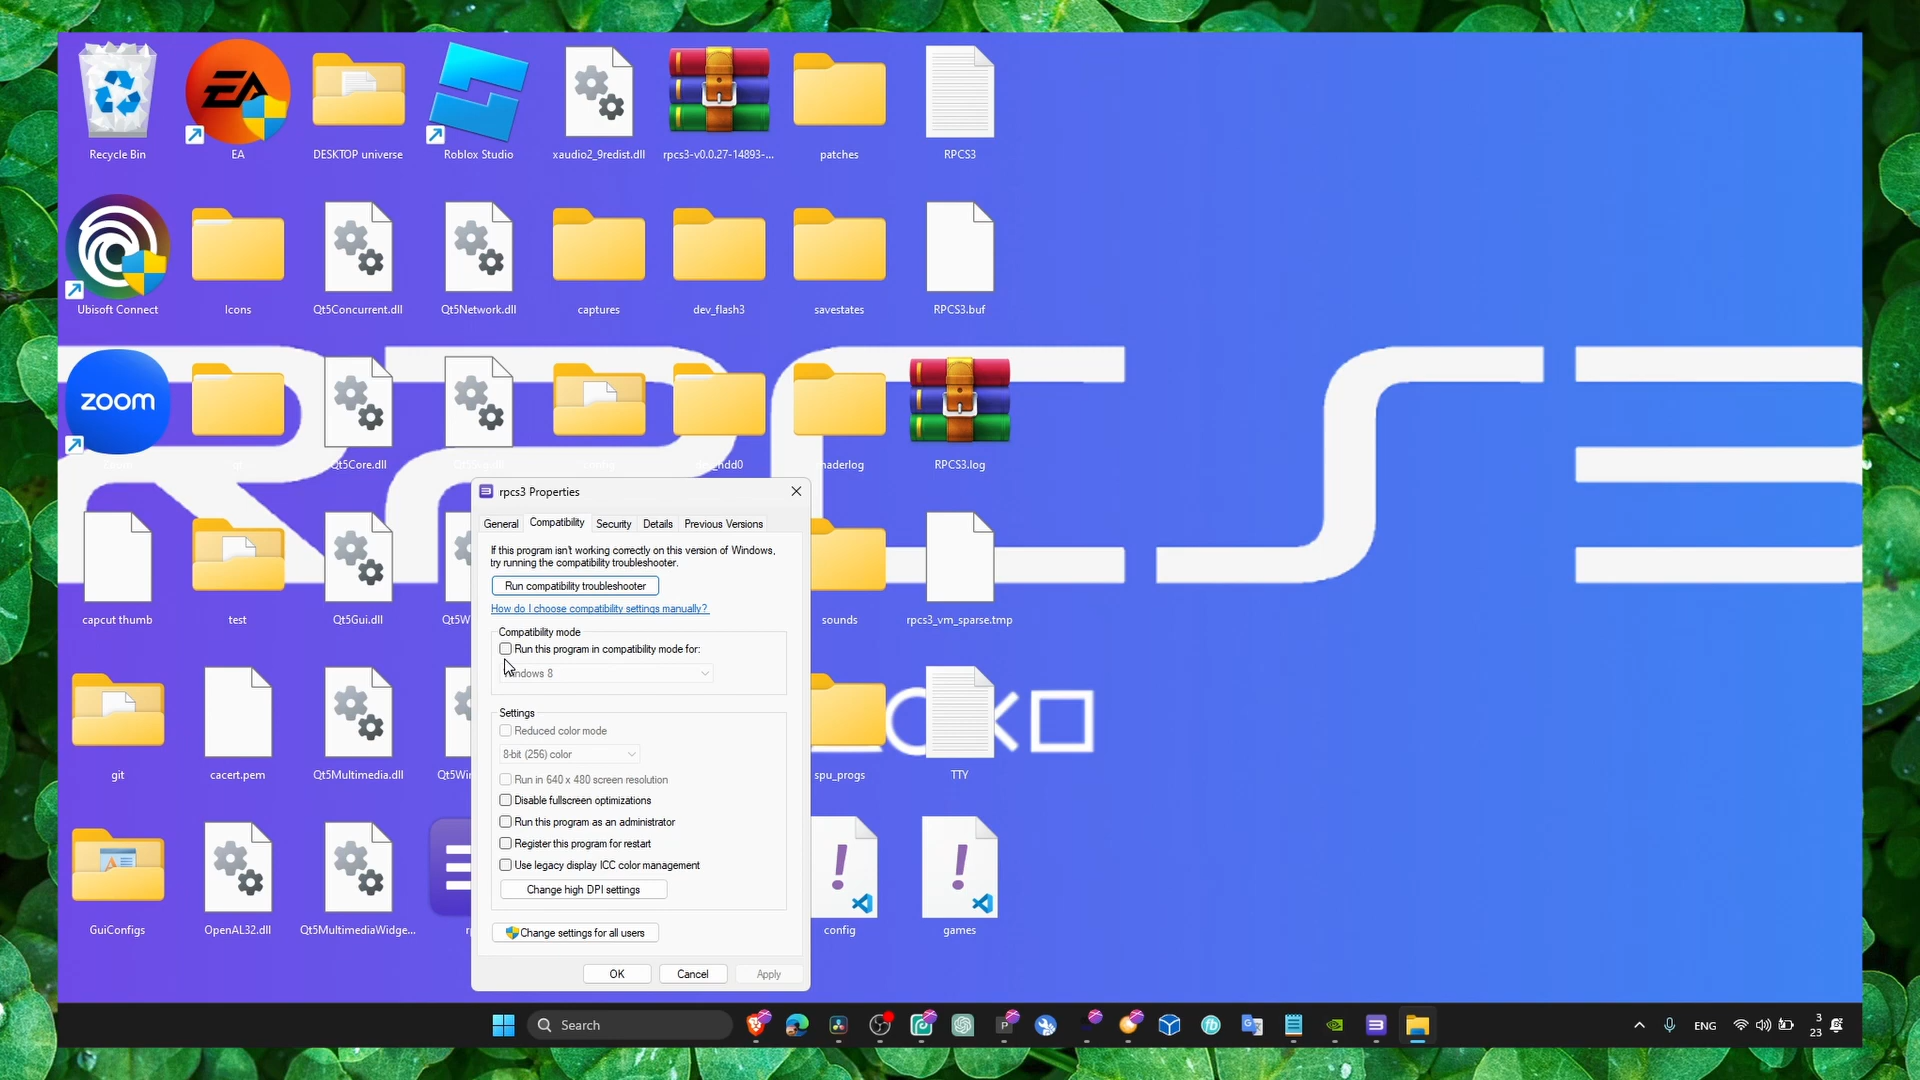 Recycle Bin
EA
DESKTOP universe
Roblox Studio
xaudio2_9redist.dll
rpcs3-v0.0.27-14893-...
patches
RPCS3
Ubisoft Connect
Icons
Qt5Concurrent.dll
Qt5Network.dll
captures
dev_flash3
savestates
RPCS3.buf
zoom
Qt5Core.dll
RPCS3.log
capcut thumb
test
Qt5Gui.dll
sounds
rpcs3_vm_sparse.tmp
git
cacert.pem
Qt5Multimedia.dll
spu_progs
TTY
GuiConfigs
OpenAL32.dll
Qt5MultimediaWidge...
config
games
rpcs3 Properties
General
Compatibility
Security
Details
Previous Versions
If this program isn't working correctly on this version of Windows,
try running the compatibility troubleshooter.
Run compatibility troubleshooter
How do I choose compatibility settings manually?
Compatibility mode
Run this program in compatibility mode for:
8
Settings
Reduced color mode
8-bit (256) color
Run in 640 x 480 screen resolution
Disable fullscreen optimizations
Run this program as an administrator
Register this program for restart
Use legacy display ICC color management
Change high DPI settings
Change settings for all users
OK
Cancel
Apply
Search
ENG
3
23